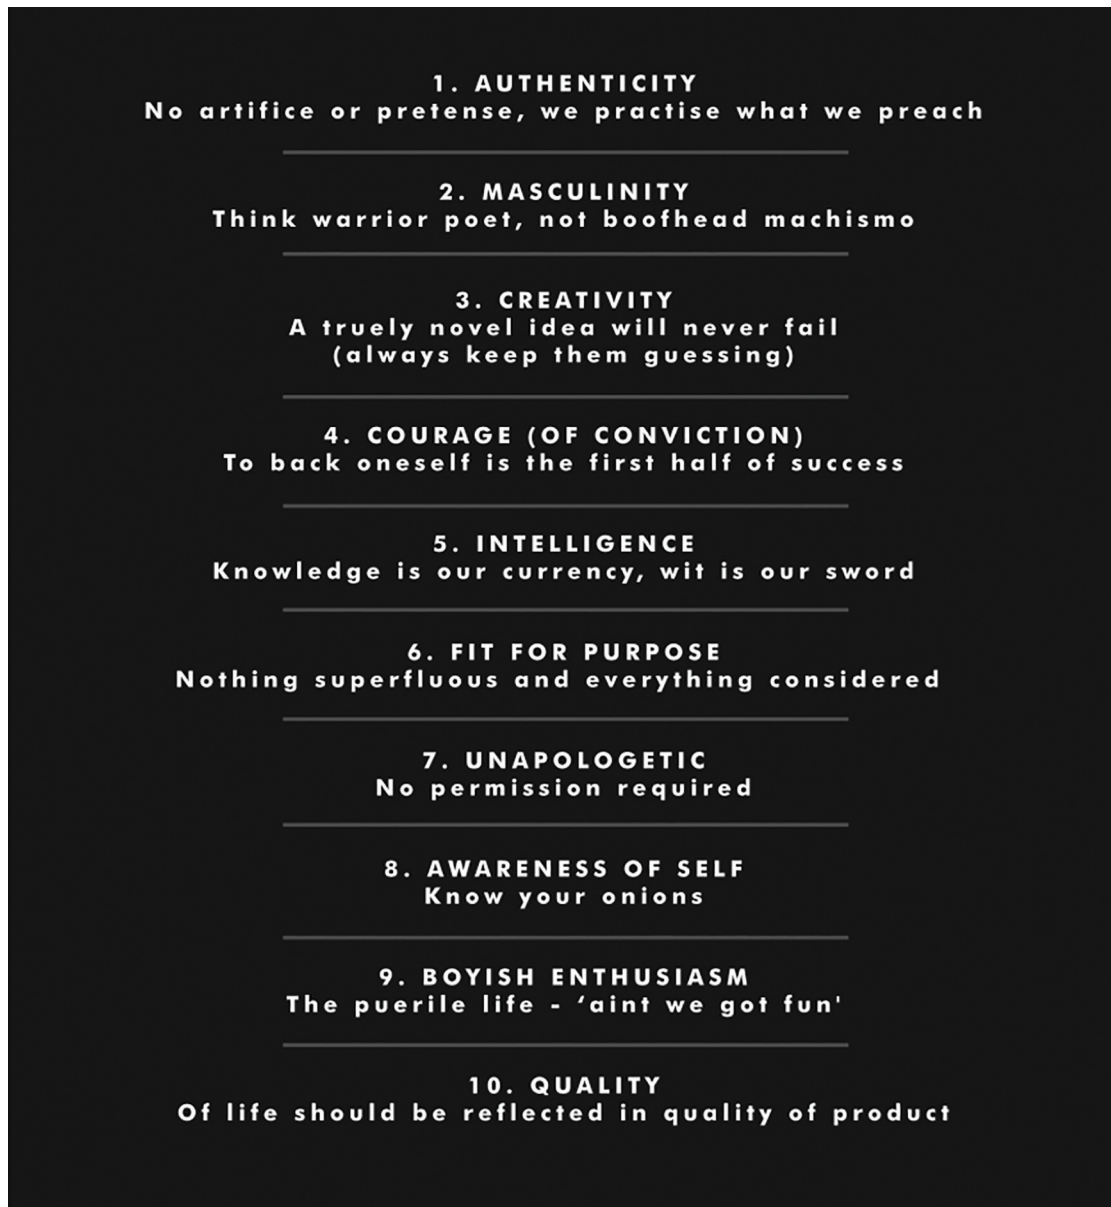 1. AUTHENTICITY
No artifice or pretense, we practise what we preach
2. MASCULINITY
Think warrior poet, not boofhead machismo
3. CREATIVITY
A truely novel idea will never fail
(always keep them guessing)
4. COURAGE (OF CONVICTION)
To back oneself is the first half of success
5. INTELLIGENCE
Knowledge is our currency, wit is our sword
6. FIT FOR PURPOSE
Nothing superfluous and everything considered
7. UNAPOLOGETIC
No permission required
8. AWARENESS OF SELF
Know your onions
9. BOYISH ENTHUSIASM
The puerile life - ‘aint we got fun'
10. QUALITY
Of life should be reflected in quality of product